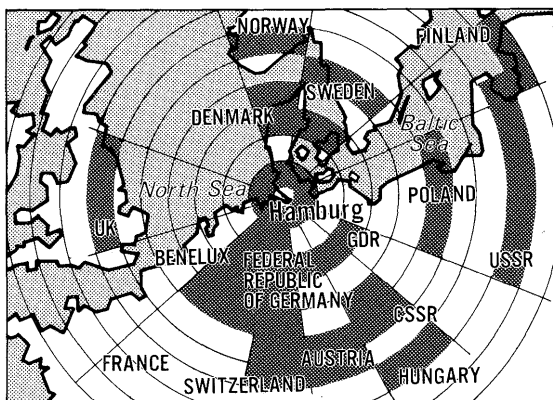 NORWAY
FINLAND
SWEDEN
DENMARK
Baltic
Sea
North Sea
Hamburg
POLAND
UK
GDR
BENELUX
FEDERAL
REPUBLIC
OF GERMANY
USSR
CSSR
FRANCE
AUSTRIA
SWITZERLAND
HUNGARY